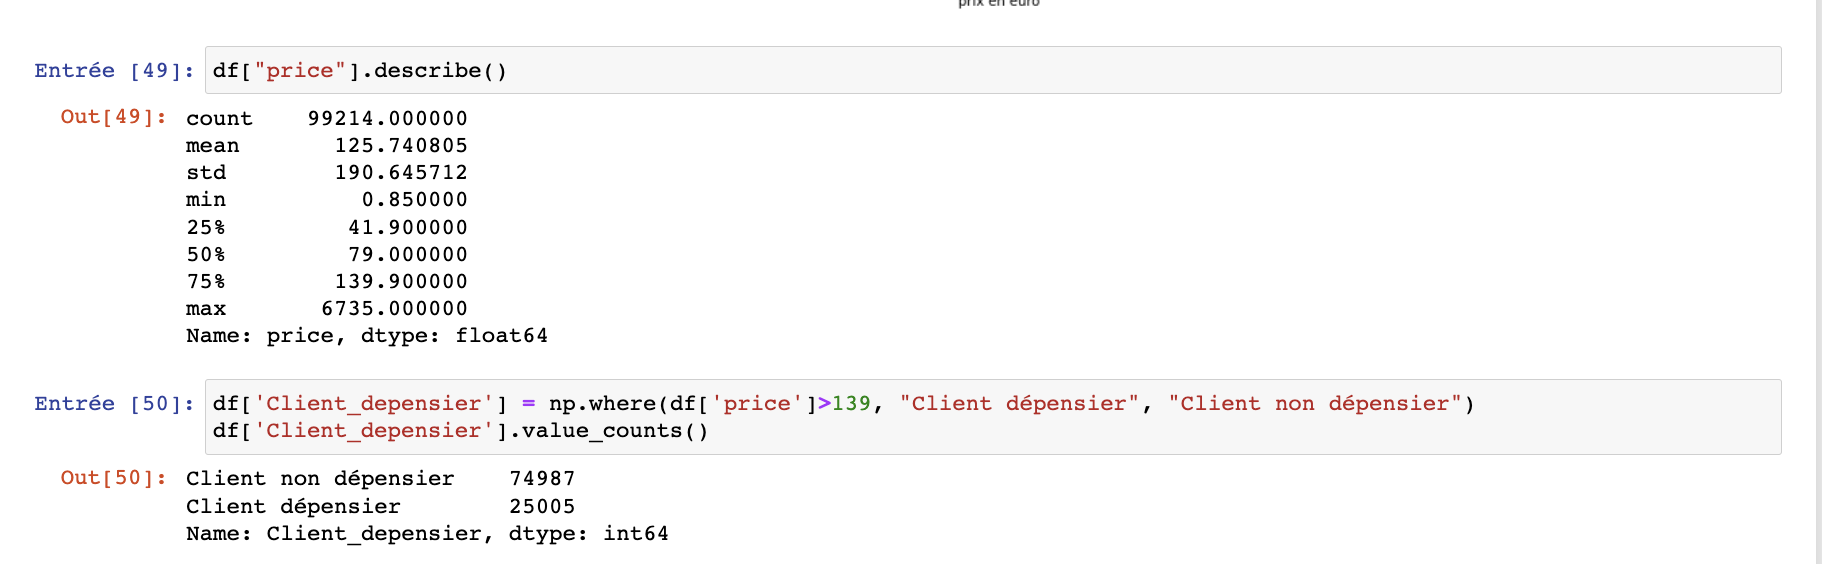 prix en euro
Entrée [49]: df["price"].describe()
Out[49]: count 99214.000000
mean 125.740805
std 190.645712
min 0.850000
25% 41.900000
50% 79.000000
75% 139.900000
max 6735.000000
Name: price, dtype: float64
Entrée [50]: df['Client_depensier'] = np.where(df['price']>139, "Client dépensier", "Client non dépensier")
df['Client_depensier'].value_counts()
Out[50]: Client non dépensier 74987
Client dépensier 25005
Name: Client_depensier, dtype: int64